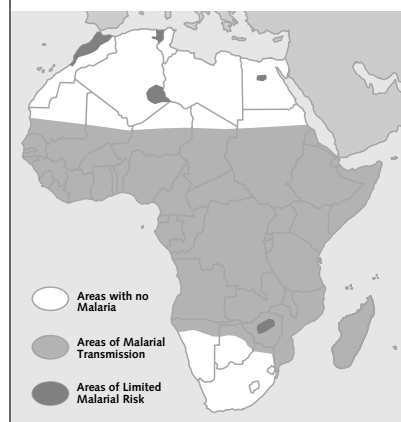 Areas with no
Malaria
Areas of Malarial
Transmission
Areas of Limited
Malarial Risk